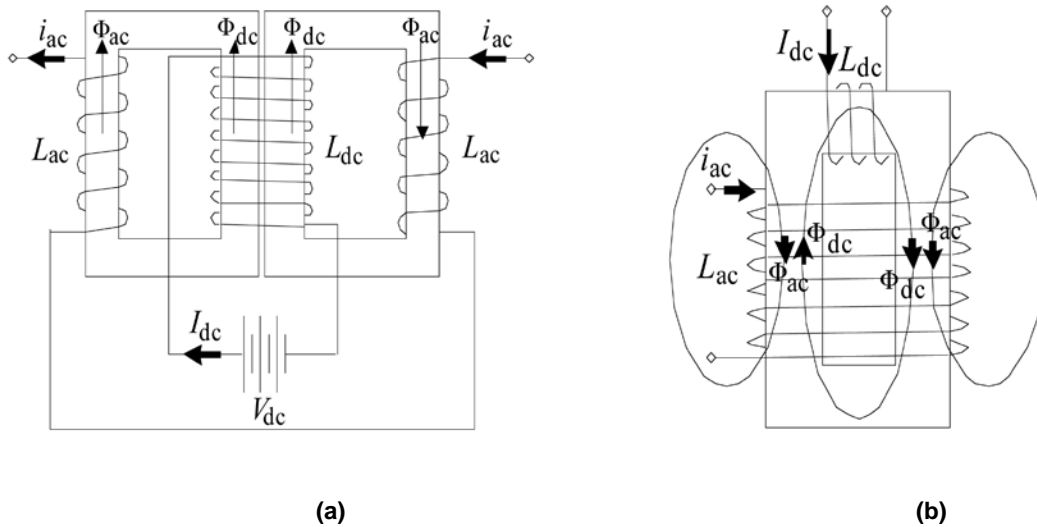 i_ac Φ_ac Φ_dc Φ_dc Φ_ac i_ac
L_ac L_dc L_ac
I_dc
V_dc
(a)
I_dc L_dc
i_ac
L_ac Φ_ac Φ_dc Φ_dc Φ_ac
(b)